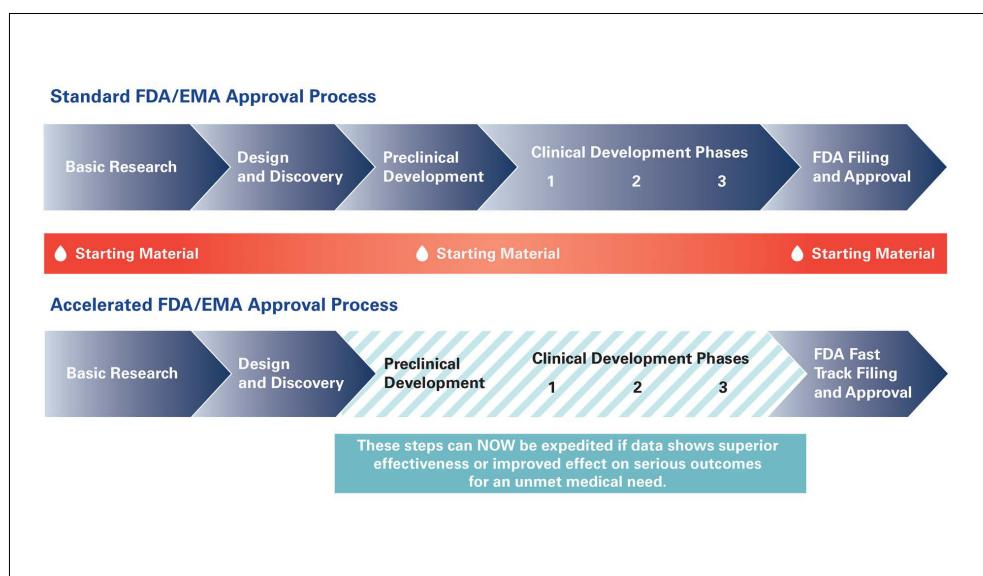 Standard FDA/EMA Approval Process
Basic Research
Design
and Discovery
Preclinical
Development
Clinical Development Phases
1 2 3
FDA Filing
and Approval
Starting Material Starting Material Starting Material
Accelerated FDA/EMA Approval Process
Basic Research
Design
and Discovery
Preclinical
Development
Clinical Development Phases
1 2 3
FDA Fast
Track Filing
and Approval
These steps can NOW be expedited if data shows superior
effectiveness or improved effect on serious outcomes
for an unmet medical need.